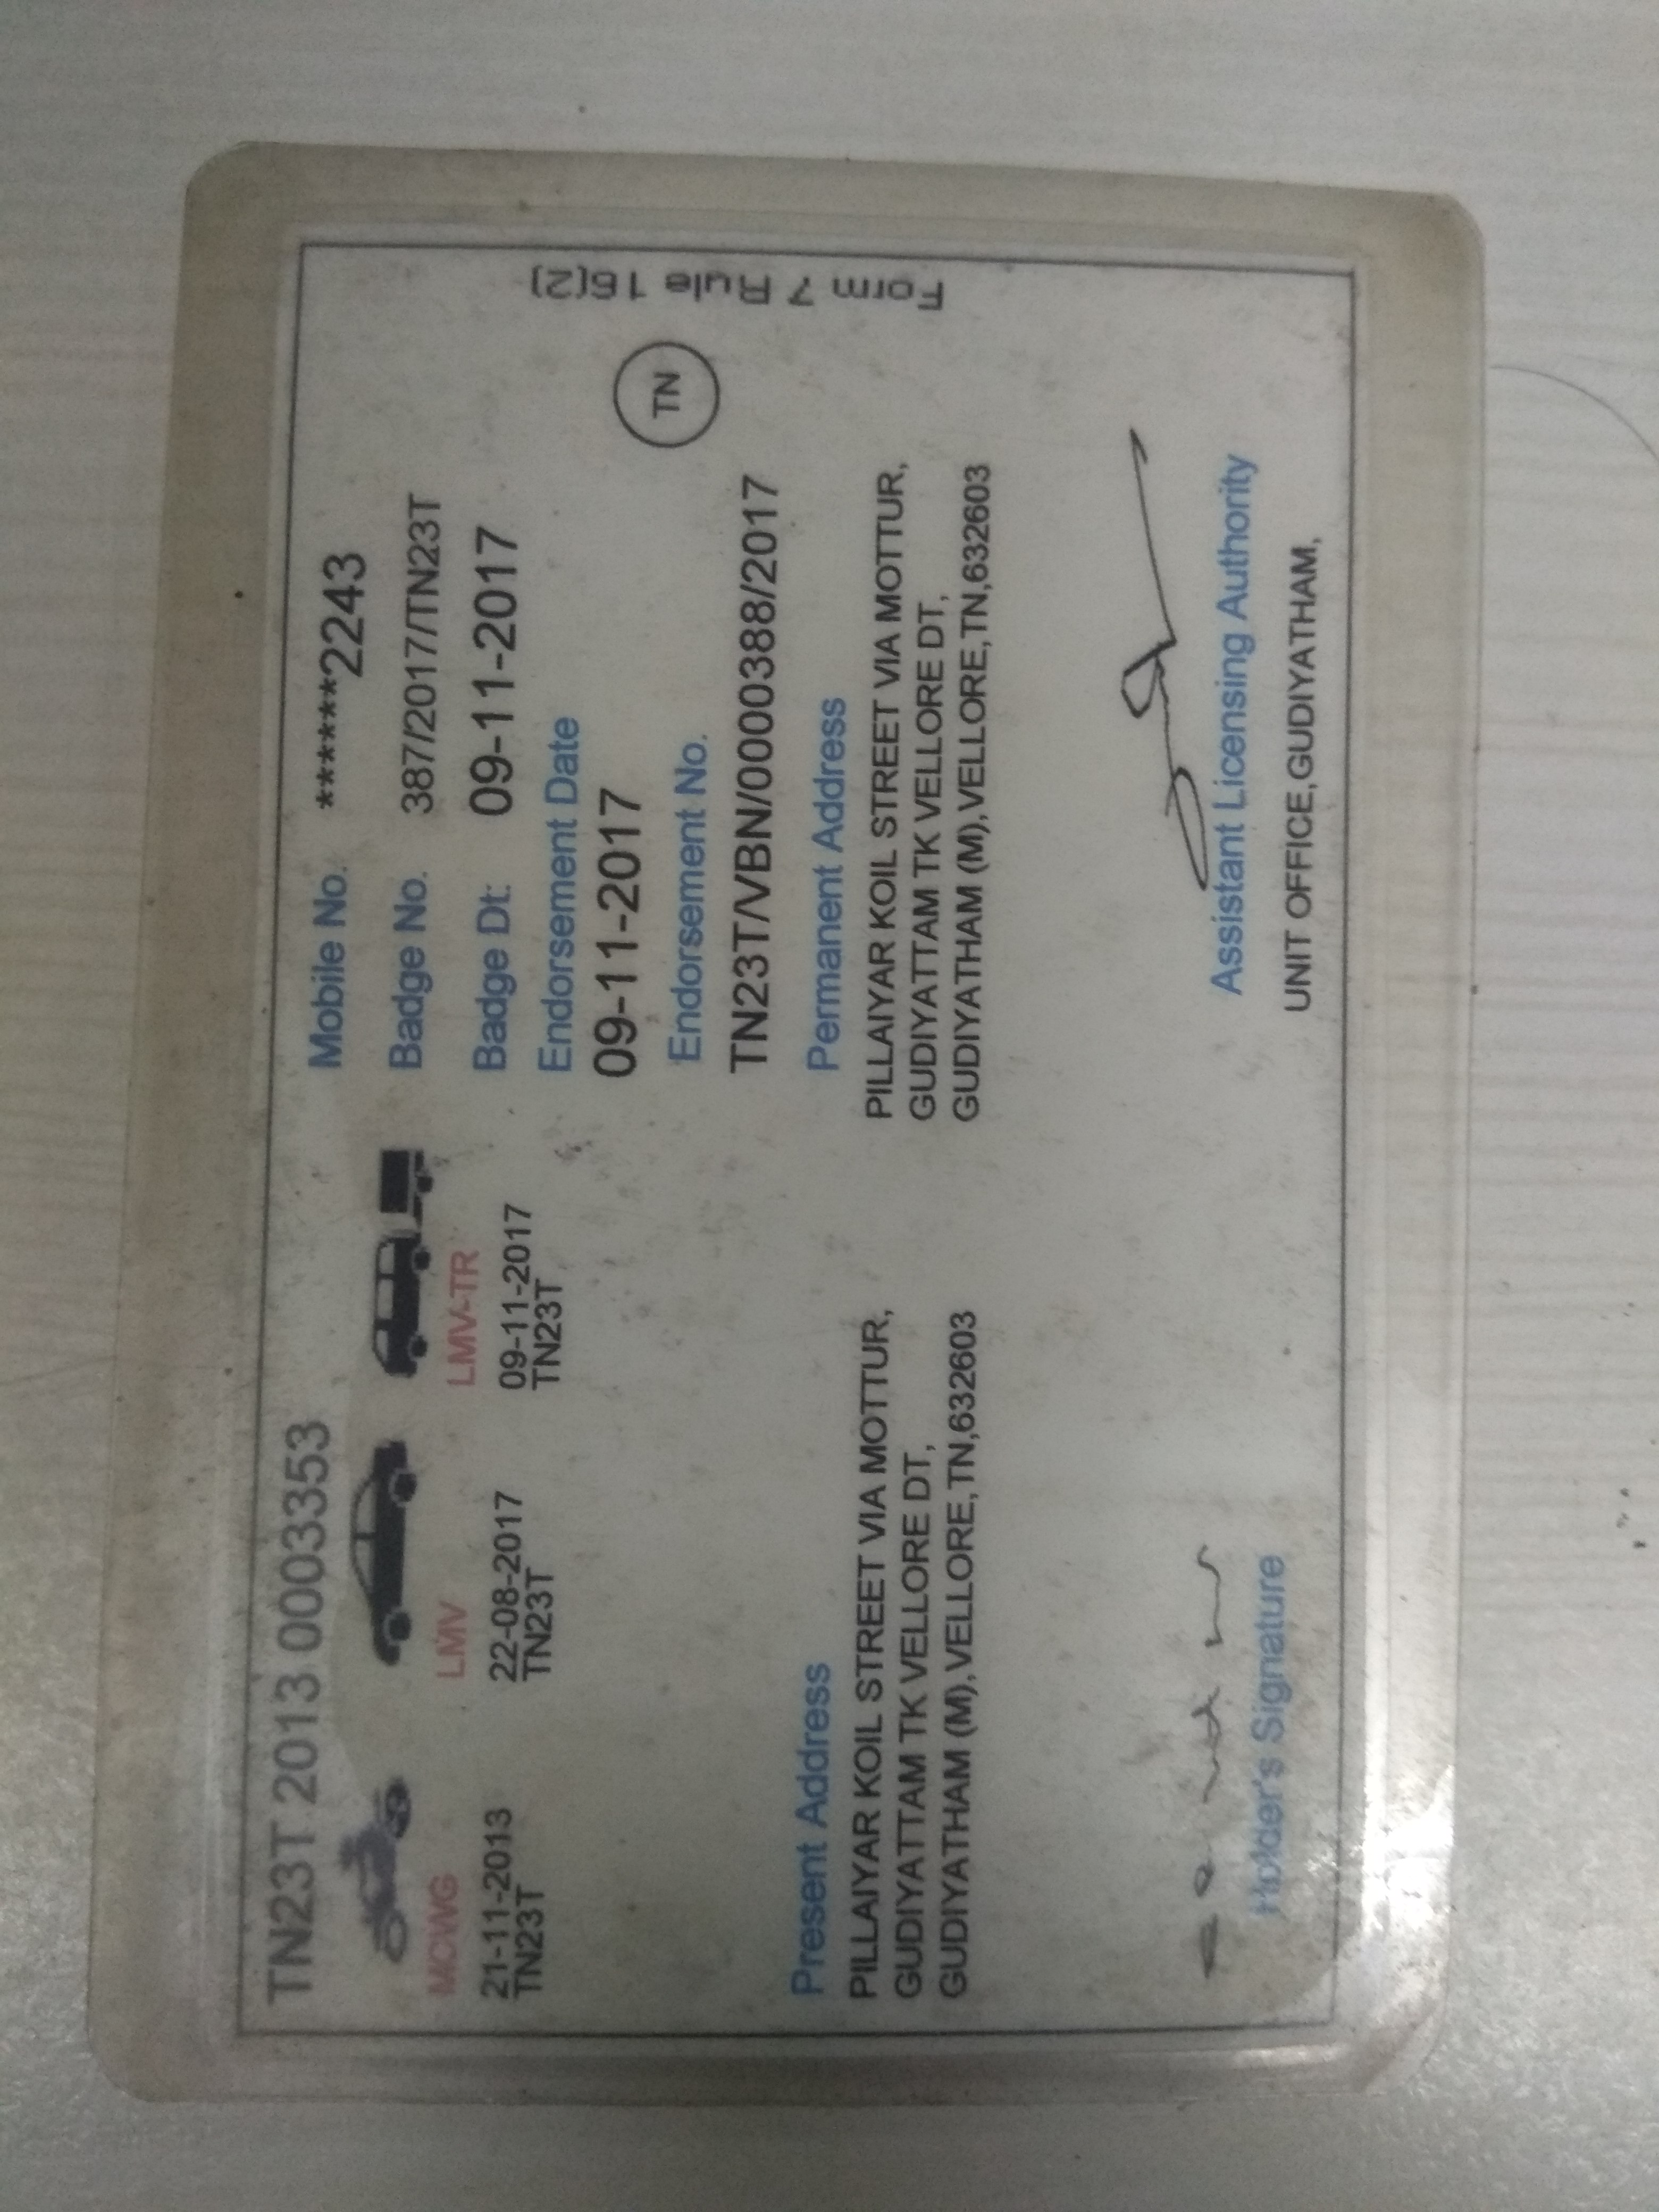 TN23T 2013 0003353
MCWG
21-11-2013
TN23T
LMV
22-08-2017
TN23T
LMV-TR
09-11-2017
TN23T
Mobile No. ******2243
Badge No. 387/2017/TN23T
Badge Dt: 09-11-2017
Endorsement Date
09-11-2017
Endorsement No.
TN23T/VBN/0000388/2017
TN
Form 7 Rule 16(2)
Present Address
PILLAIYAR KOIL STREET VIA MOTTUR,
GUDIYATTAM TK VELLORE DT,
GUDIYATHAM (M),VELLORE,TN,632603
Permanent Address
PILLAIYAR KOIL STREET VIA MOTTUR,
GUDIYATTAM TK VELLORE DT,
GUDIYATHAM (M),VELLORE,TN,632603
Holder's Signature
Assistant Licensing Authority
UNIT OFFICE,GUDIYATHAM,